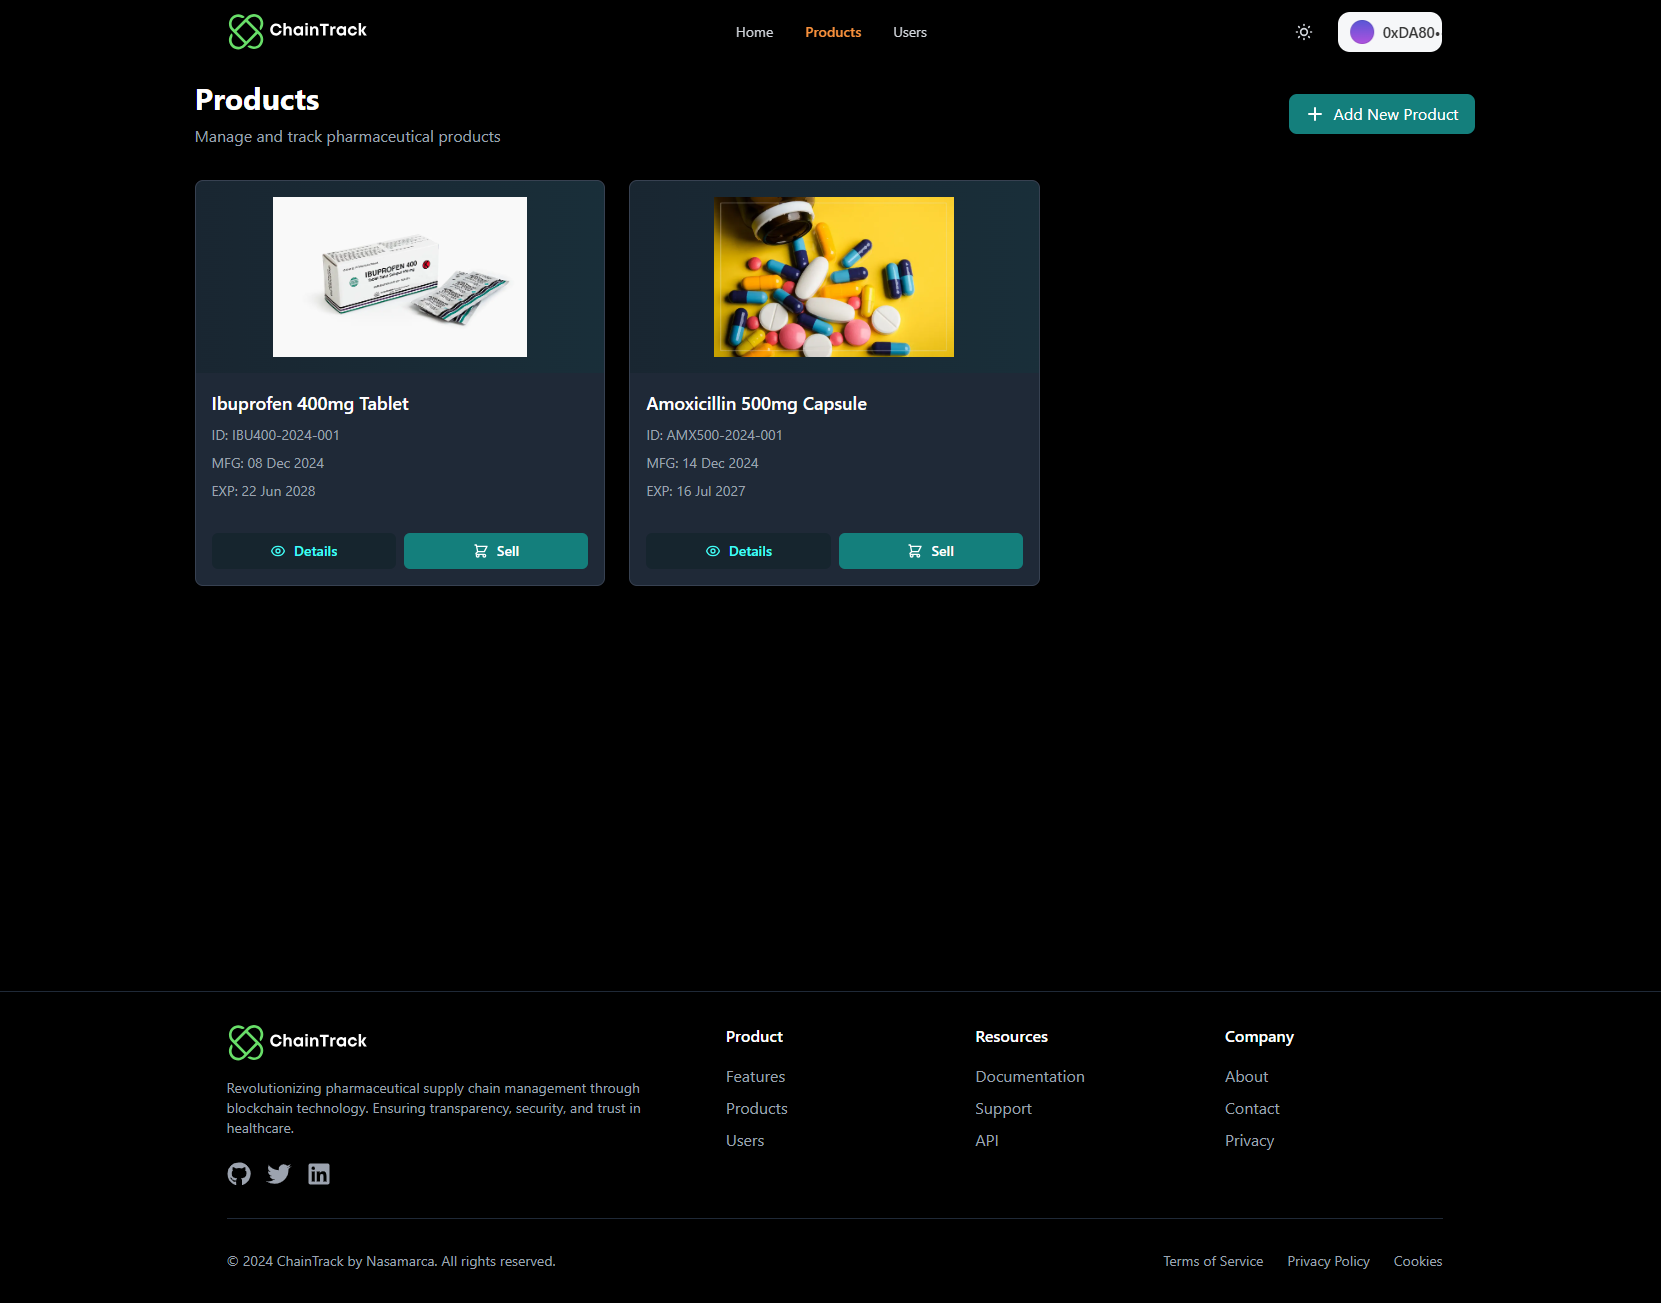 ChainTrack
Home
Products
Users
0xDA80•
Products
Manage and track pharmaceutical products
Add New Product
IBUPROFEN 400
Ibuprofen 400mg Tablet
ID: IBU400-2024-001
MFG: 08 Dec 2024
EXP: 22 Jun 2028
Details
Sell
Amoxicillin 500mg Capsule
ID: AMX500-2024-001
MFG: 14 Dec 2024
EXP: 16 Jul 2027
Details
Sell
ChainTrack
Revolutionizing pharmaceutical supply chain management through
blockchain technology. Ensuring transparency, security, and trust in
healthcare.
Product
Features
Products
Users
Resources
Documentation
Support
API
Company
About
Contact
Privacy
© 2024 ChainTrack by Nasamarca. All rights reserved.
Terms of Service
Privacy Policy
Cookies